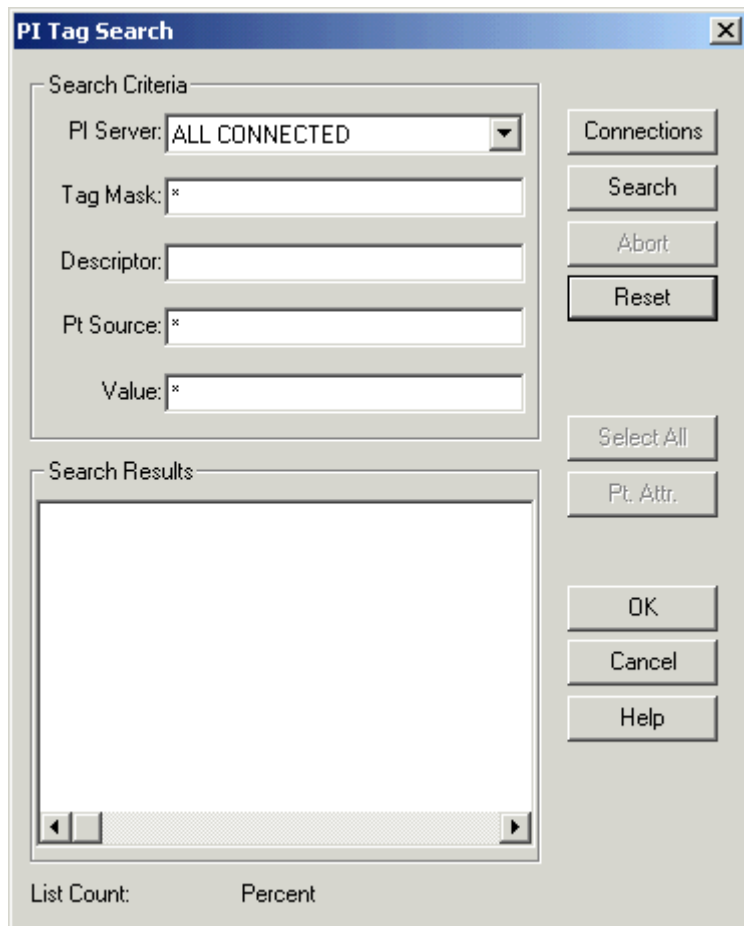 PI Tag Search
Search Criteria
PI Server: ALL CONNECTED
Tag Mask: *
Descriptor:
Pt Source: *
Value: *
Connections
Search
Abort
Reset
Select All
Pt. Attr.
Search Results
OK
Cancel
Help
List Count: Percent